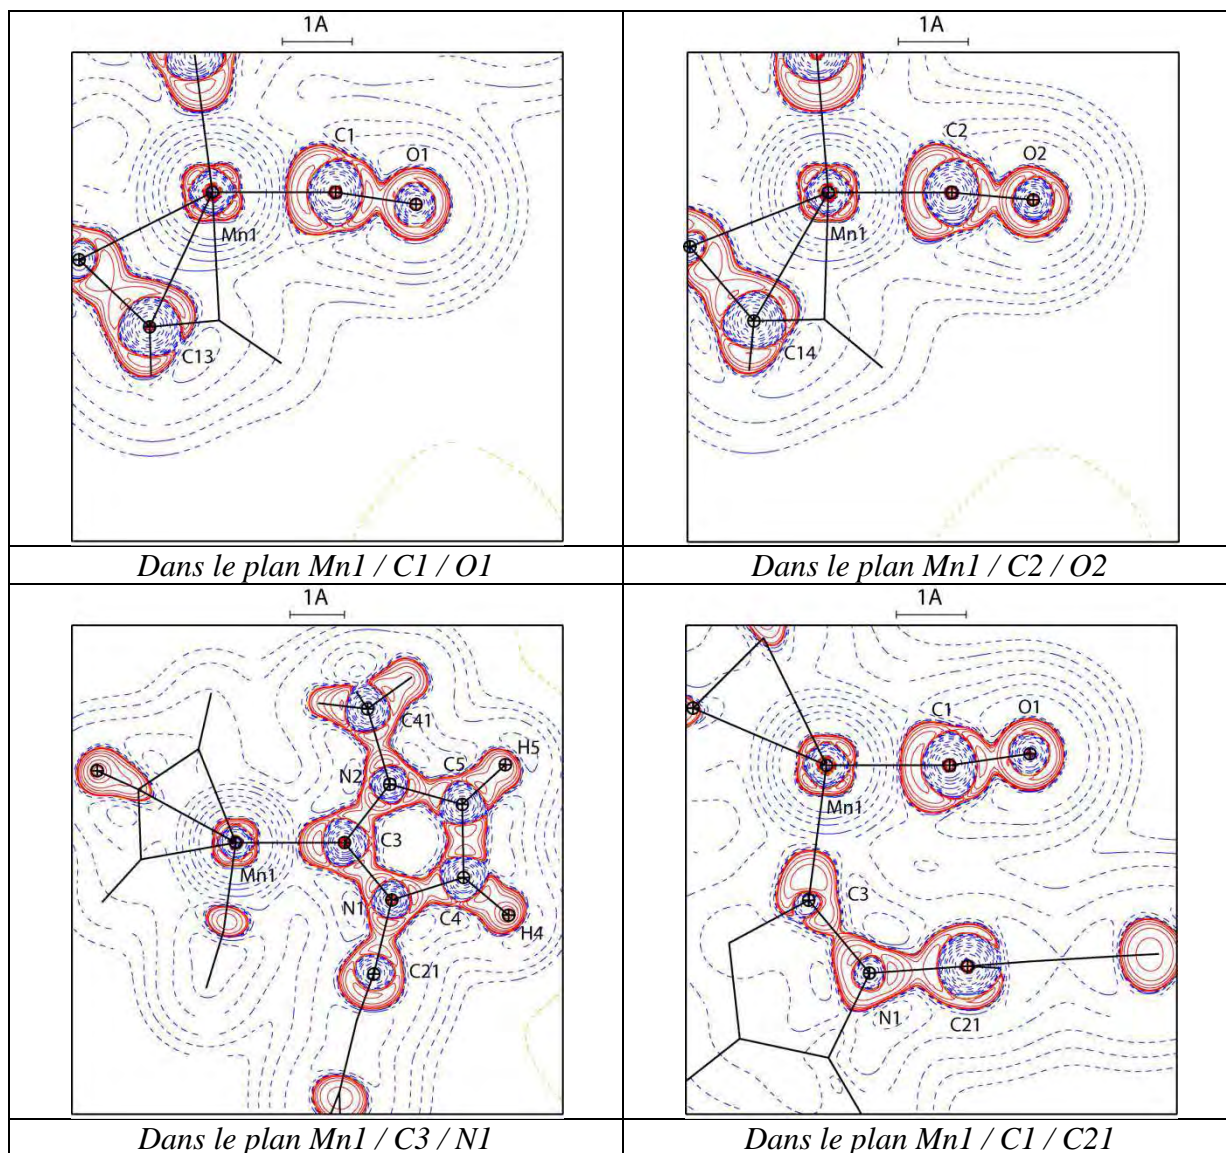 1A
1A
C1
O1
Mn1
C13
C2
O2
Mn1
C14
Dans le plan Mn1 / C1 / O1
Dans le plan Mn1 / C2 / O2
1A
1A
C41
H5
N2
C5
C3
Mn1
N1
C4
H4
C21
C1
O1
Mn1
C3
N1
C21
Dans le plan Mn1 / C3 / N1
Dans le plan Mn1 / C1 / C21